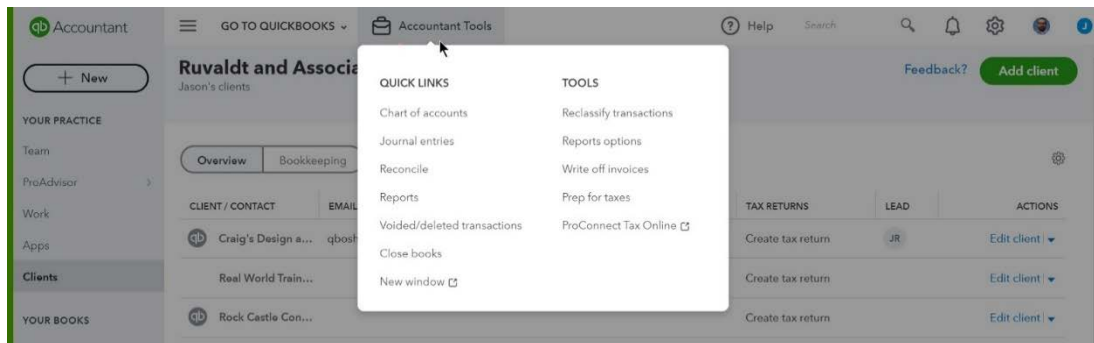 qb Accountant
GO TO QUICKBOOKS
Accountant Tools
? Help
Search
J
+ New
Ruvaldt and Associa
Jason's clients
Feedback?
Add client
QUICK LINKS
Chart of accounts
Journal entries
Reconcile
Reports
Voided/deleted transactions
Close books
New window
TOOLS
Reclassify transactions
Reports options
Write off invoices
Prep for taxes
ProConnect Tax Online
YOUR PRACTICE
Team
ProAdvisor
Work
Apps
Clients
YOUR BOOKS
Overview
Bookkeeping
CLIENT / CONTACT
EMAIL
TAX RETURNS
LEAD
ACTIONS
qb Craig's Design a...
qbosh
Create tax return
JR
Edit client
Real World Train...
Create tax return
Edit client
qb Rock Castle Con...
Create tax return
Edit client